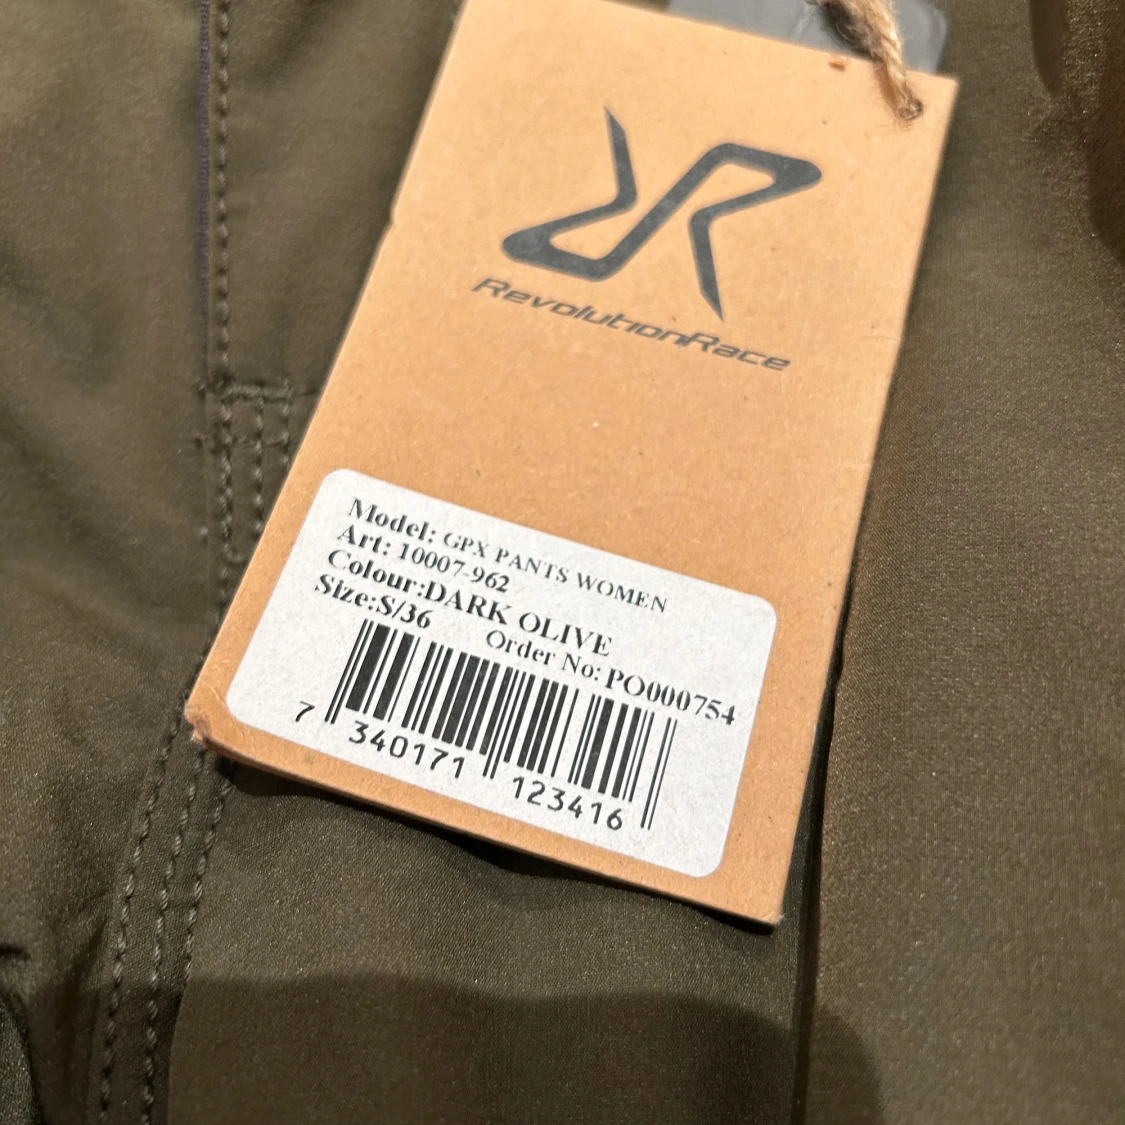 RevolutionRace
Model: GPX PANTS WOMEN
Art: 10007-962
Colour:DARK OLIVE
Size:S/36 Order No: PO000754
7 340171 123416